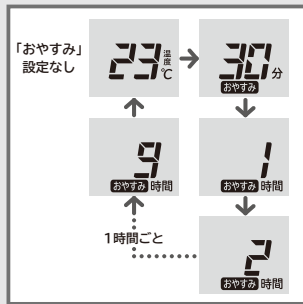 「おやすみ」
設定なし
23 温度 ℃
30 分
おやすみ
9
おやすみ 時間
1
おやすみ 時間
1時間ごと
2
おやすみ 時間